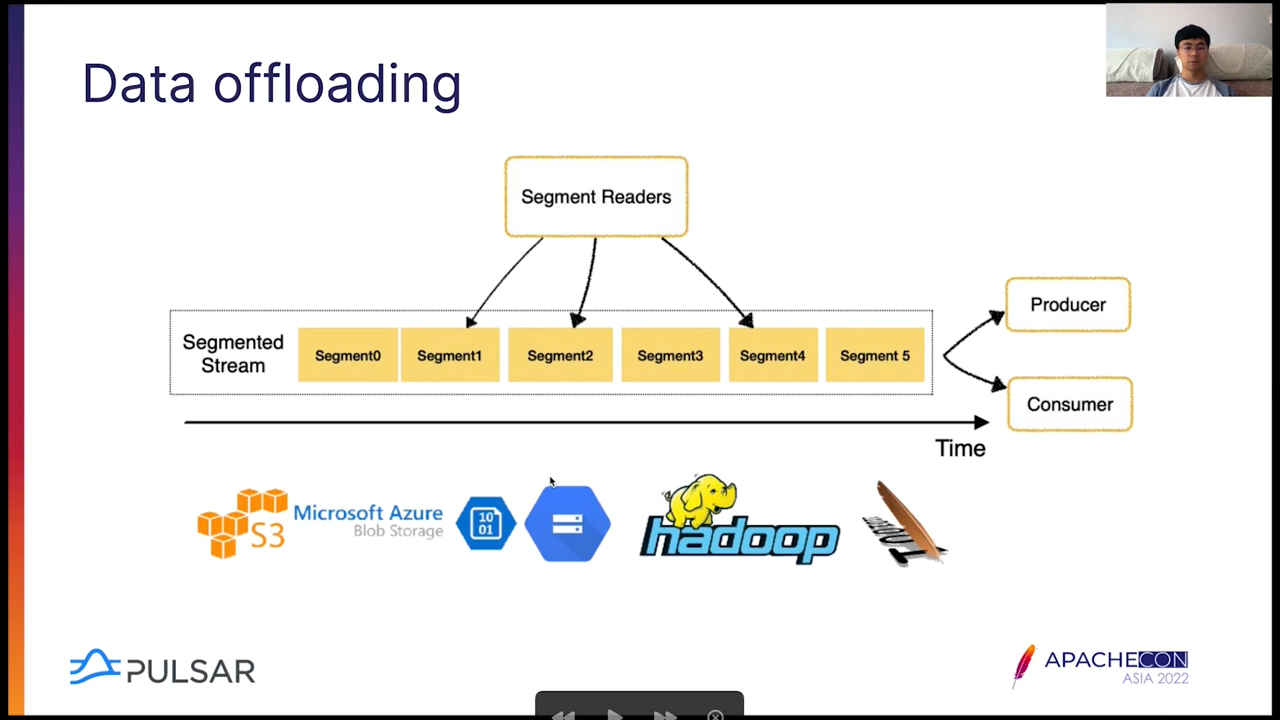 Data offloading
Segment Readers
Segmented
Stream
Segment0
Segment1
Segment2
Segment3
Segment4
Segment 5
Producer
Consumer
Time
S3
Microsoft Azure
Blob Storage
10
01
hadoop
PULSAR
APACHECON
ASIA 2022